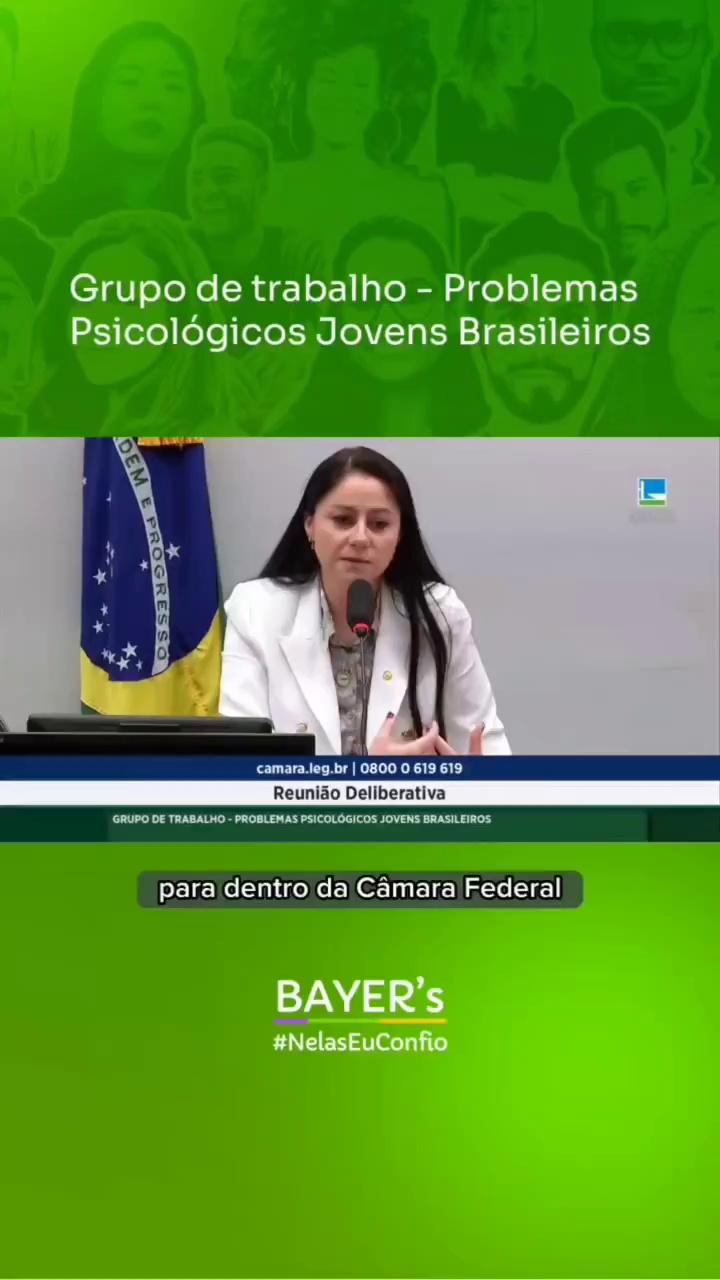 Grupo de trabalho - Problemas
Psicológicos Jovens Brasileiros
DEM E PROGRESSO
camara.leg.br | 0800 0 619 619
Reunião Deliberativa
GRUPO DE TRABALHO - PROBLEMAS PSICOLÓGICOS JOVENS BRASILEIROS
para dentro da Câmara Federal
BAYER's
#NelasEuConfio